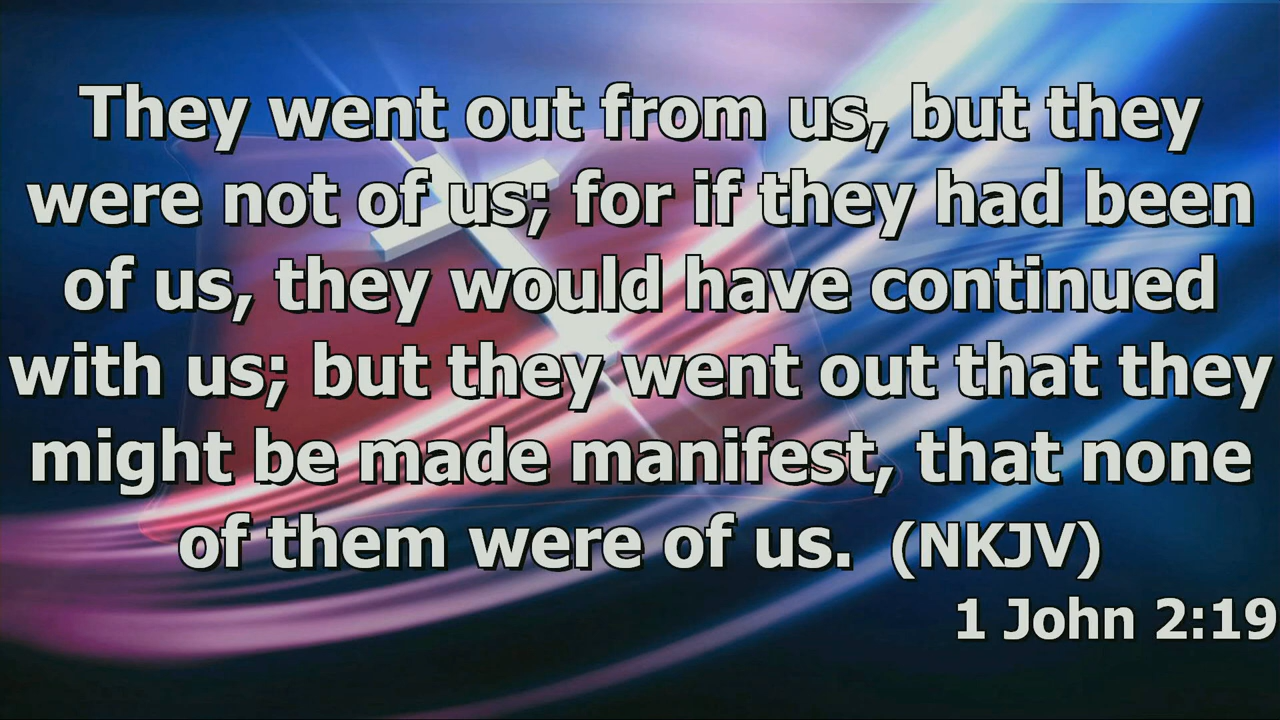 They went out from us, but they
were not of us; for if they had been
of us, they would have continued
with us; but they went out that they
might be made manifest, that none
of them were of us. (NKJV)
1 John 2:19